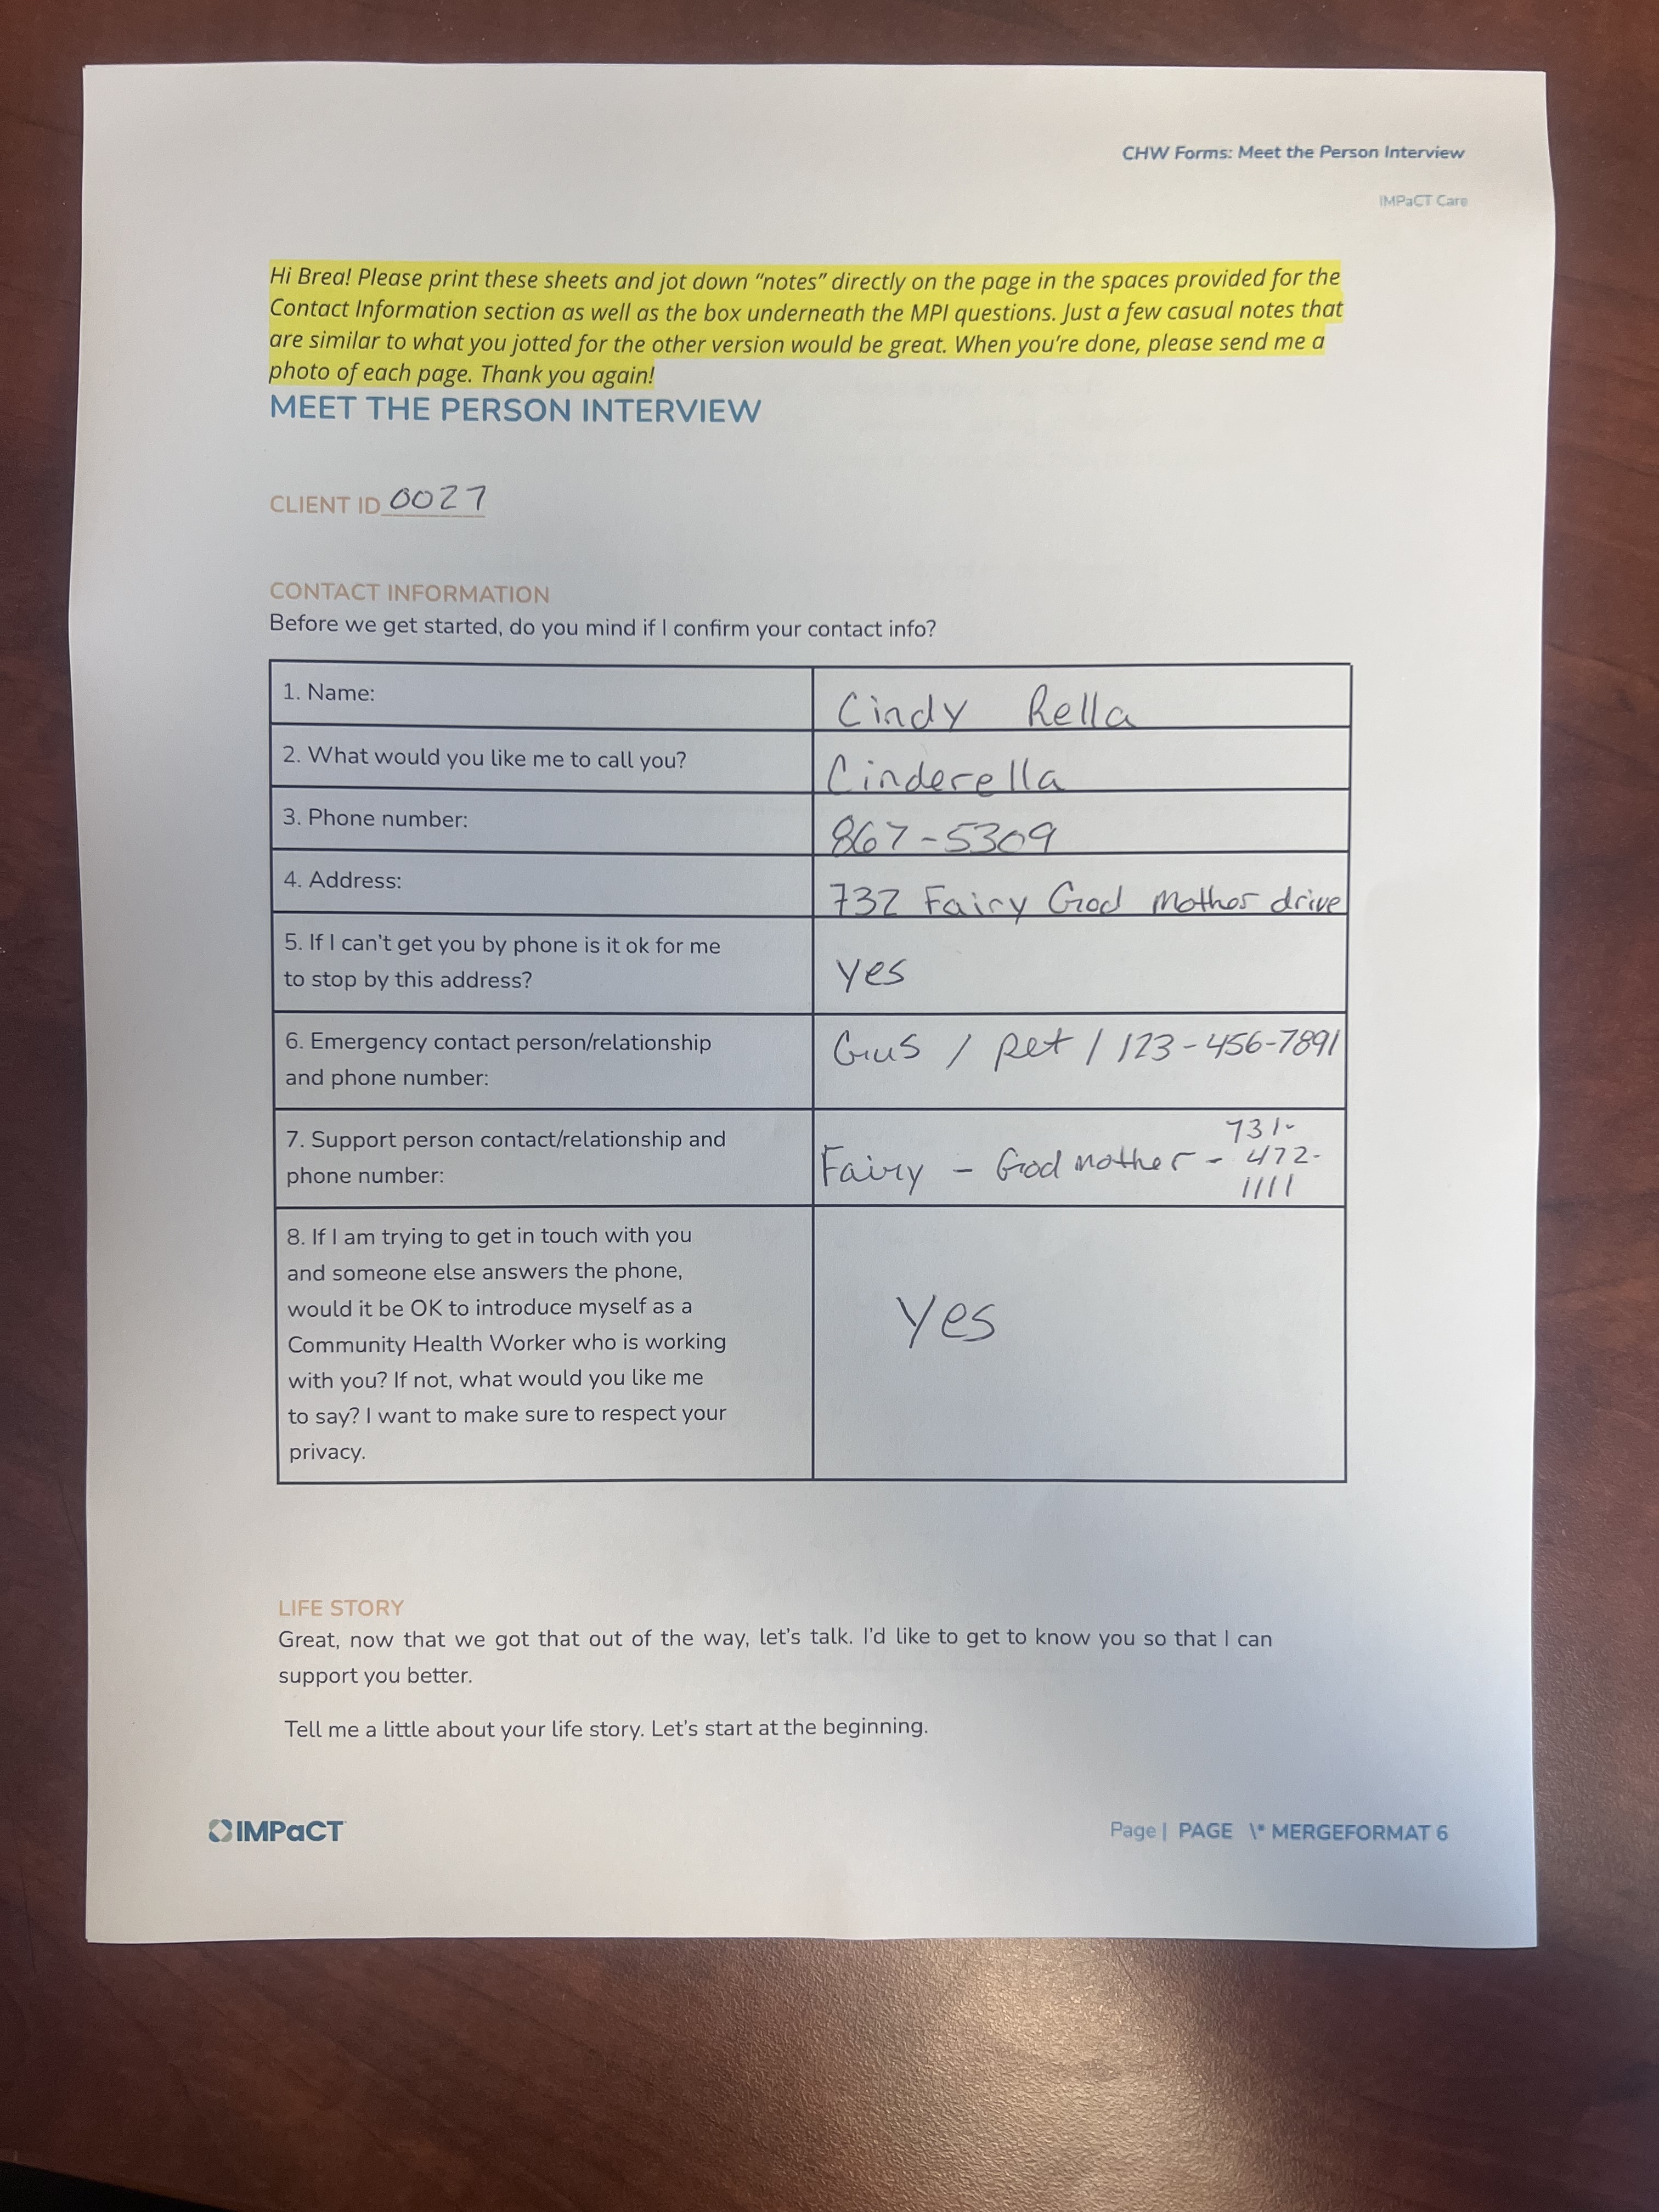 CHW Forms: Meet the Person Interview
IMPaCT Care
Hi Brea! Please print these sheets and jot down “notes” directly on the page in the spaces provided for the
Contact Information section as well as the box underneath the MPI questions. Just a few casual notes that
are similar to what you jotted for the other version would be great. When you’re done, please send me a
photo of each page. Thank you again!
MEET THE PERSON INTERVIEW
CLIENT ID 0027
CONTACT INFORMATION
Before we get started, do you mind if I confirm your contact info?
1. Name:
Cindy Rella
2. What would you like me to call you?
Cinderella
3. Phone number:
867-5309
4. Address:
732 Fairy God Mother drive
5. If I can’t get you by phone is it ok for me
to stop by this address?
yes
6. Emergency contact person/relationship
and phone number:
Gus / pet / 123-456-7891
7. Support person contact/relationship and
phone number:
Fairy - God mother - 731-
472-
1111
8. If I am trying to get in touch with you
and someone else answers the phone,
would it be OK to introduce myself as a
Community Health Worker who is working
with you? If not, what would you like me
to say? I want to make sure to respect your
privacy.
Yes
LIFE STORY
Great, now that we got that out of the way, let’s talk. I’d like to get to know you so that I can
support you better.
Tell me a little about your life story. Let’s start at the beginning.
IMPaCT
Page | PAGE \* MERGEFORMAT 6